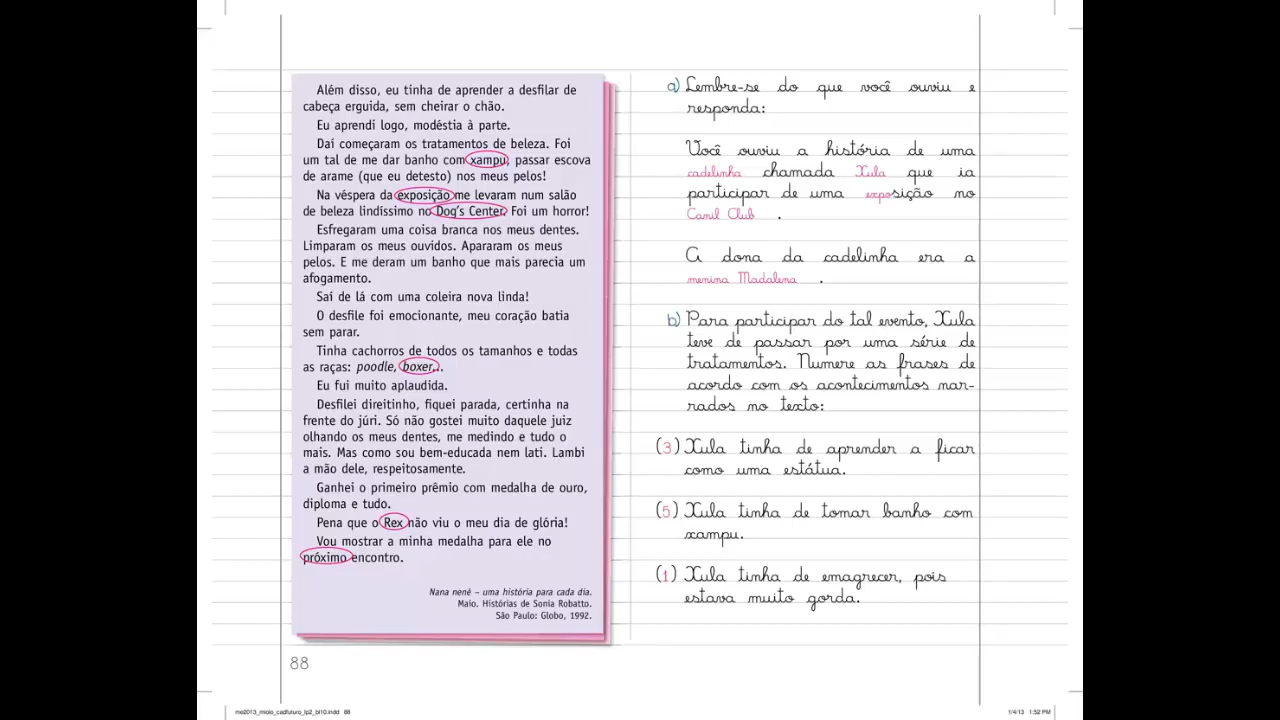 Além disso, eu tinha de aprender a desfilar de
cabeça erguida, sem cheirar o chão.
Eu aprendi logo, modéstia à parte.
Daí começaram os tratamentos de beleza. Foi
um tal de me dar banho com xampu, passar escova
de arame (que eu detesto) nos meus pelos!
Na véspera da exposição me levaram num salão
de beleza lindíssimo no Dog's Center. Foi um horror!
Esfregaram uma coisa branca nos meus dentes.
Limparam os meus ouvidos. Apararam os meus
pelos. E me deram um banho que mais parecia um
afogamento.
Saí de lá com uma coleira nova linda!
O desfile foi emocionante, meu coração batia
sem parar.
Tinha cachorros de todos os tamanhos e todas
as raças: poodle, boxer...
Eu fui muito aplaudida.
Desfilei direitinho, fiquei parada, certinha na
frente do júri. Só não gostei muito daquele juiz
olhando os meus dentes, me medindo e tudo o
mais. Mas como sou bem-educada nem lati. Lambi
a mão dele, respeitosamente.
Ganhei o primeiro prêmio com medalha de ouro,
diploma e tudo.
Pena que o Rex não viu o meu dia de glória!
Vou mostrar a minha medalha para ele no
próximo encontro.
Nana nenê – uma história para cada dia.
Maio. Histórias de Sonia Robatto.
São Paulo: Globo, 1992.
88
a) Lembre-se do que você ouviu e
responda:
Você ouviu a história de uma
cadelinha chamada Xula que ia
participar de uma exposição no
Canil Club .
A dona da cadelinha era a
menina Madalena .
b) Para participar do tal evento, Xula
teve de passar por uma série de
tratamentos. Numere as frases de
acordo com os acontecimentos nar-
rados no texto:
(3) Xula tinha de aprender a ficar
como uma estátua.
(5) Xula tinha de tomar banho com
xampu.
(1) Xula tinha de emagrecer, pois
estava muito gorda.
me2013_miolo_cadfuturo_lp2_bl10.indd 88
1/4/13 1:52 PM